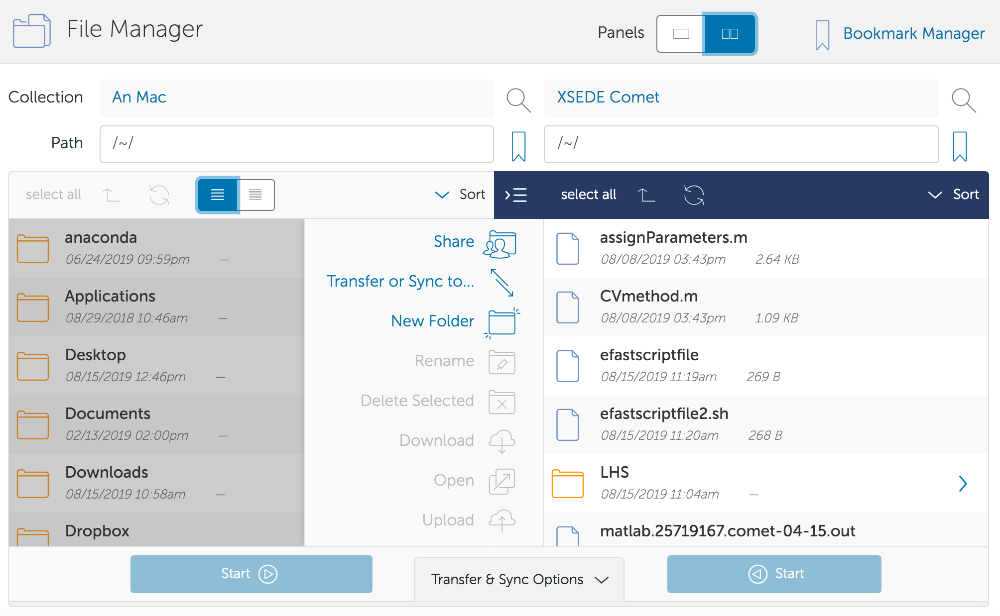 File Manager
Panels
Bookmark Manager
Collection
An Mac
XSEDE Comet
Path
/~/
/~/
select all
Sort
select all
Sort
anaconda
06/24/2019 09:59pm —
Applications
08/29/2018 10:46am —
Desktop
08/15/2019 12:46pm —
Documents
02/13/2019 02:00pm —
Downloads
08/15/2019 10:58am —
Dropbox
Share
Transfer or Sync to...
New Folder
Rename
Delete Selected
Download
Open
Upload
assignParameters.m
08/08/2019 03:43pm 2.64 KB
CVmethod.m
08/08/2019 03:43pm 1.09 KB
efastscriptfile
08/15/2019 11:19am 269 B
efastscriptfile2.sh
08/15/2019 11:20am 268 B
LHS
08/15/2019 11:04am —
matlab.25719167.comet-04-15.out
Start
Transfer & Sync Options
Start